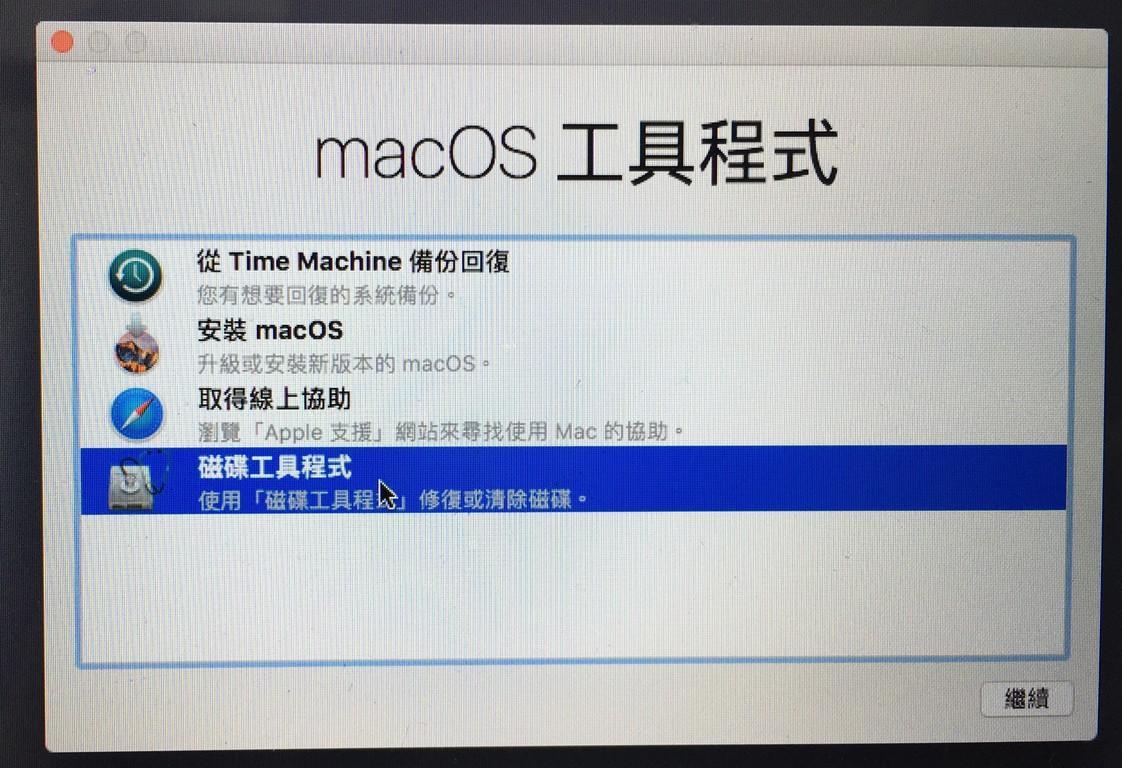 macOS 工具程式
從 Time Machine 備份回復
您有想要回復的系統備份。
安裝 macOS
升級或安裝新版本的 macOS。
取得線上協助
瀏覽「Apple 支援」網站來尋找使用 Mac 的協助。
磁碟工具程式
使用「磁碟工具程式」修復或清除磁碟。
繼續